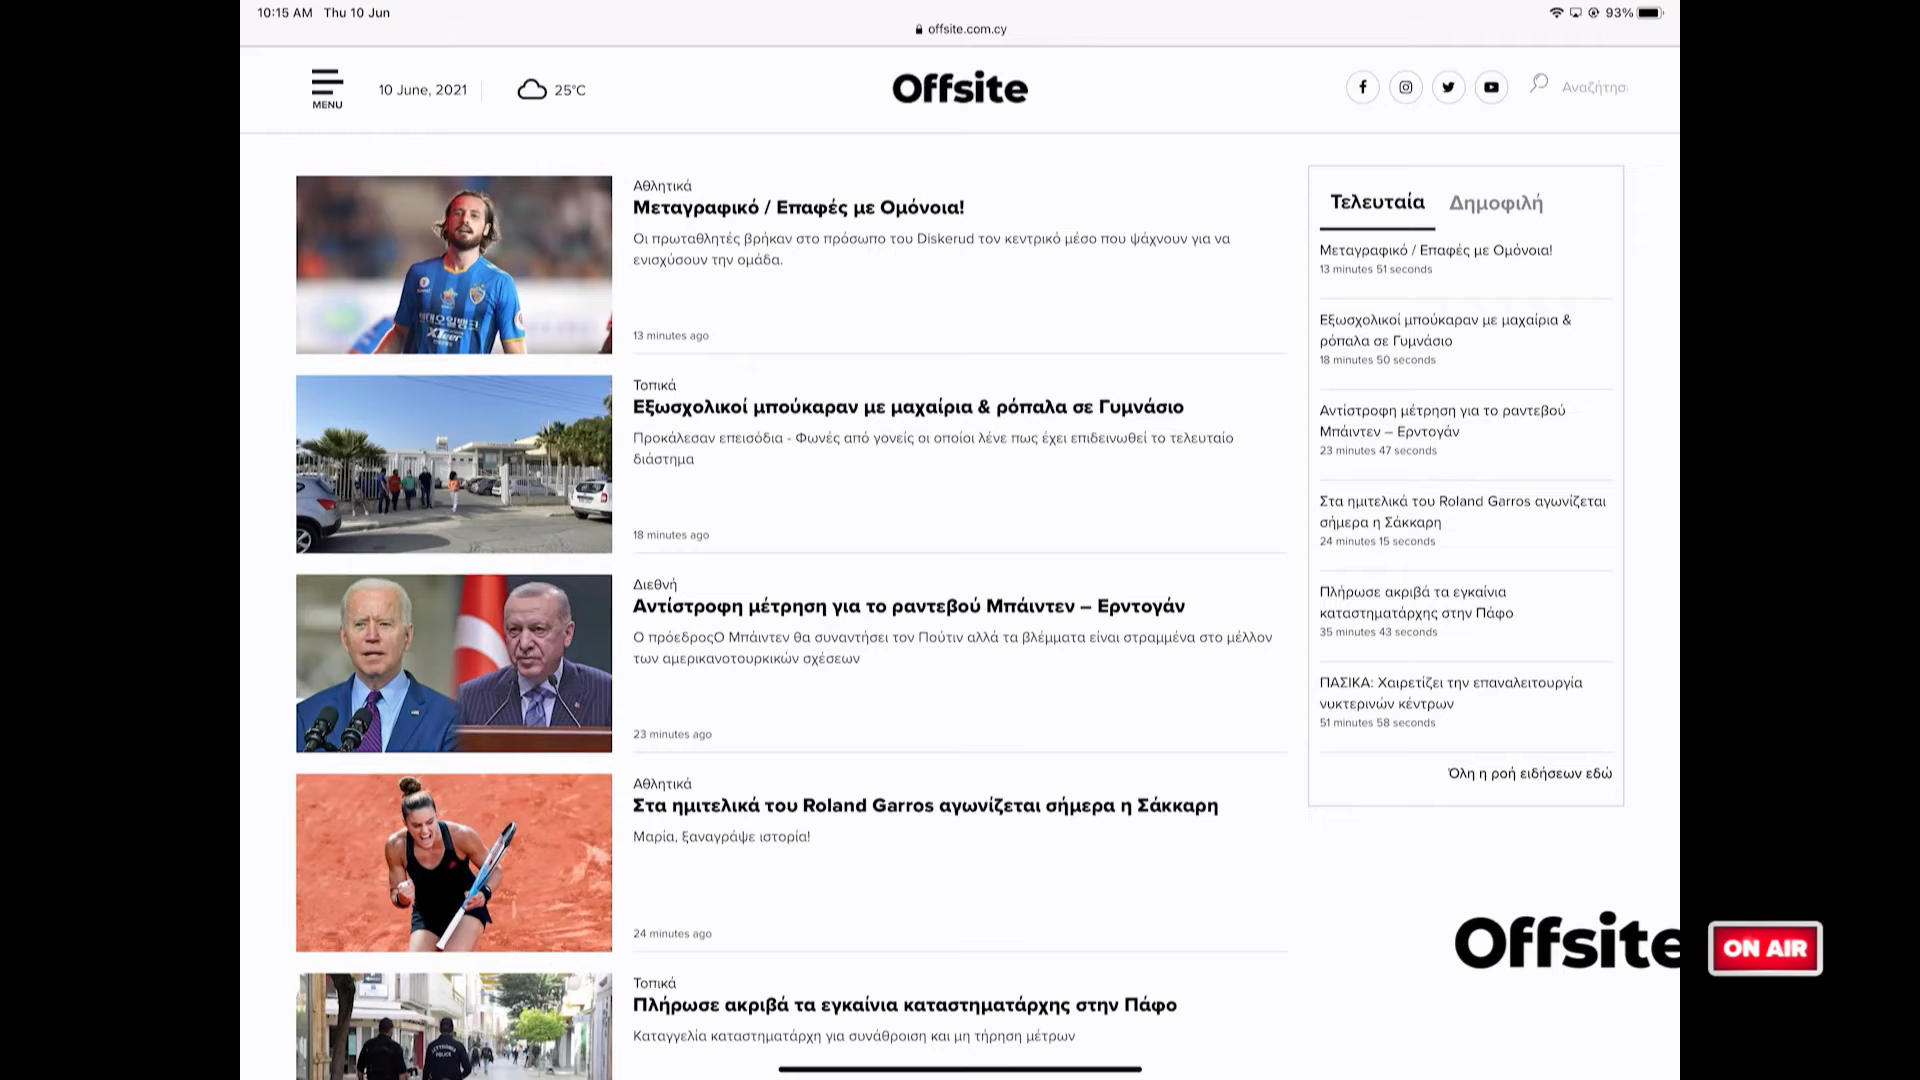 10:15 AM Thu 10 Jun
93%
offsite.com.cy
MENU
10 June, 2021
25°C
Offsite
Αναζήτησ
Αθλητικά
Μεταγραφικό / Επαφές με Ομόνοια!
Οι πρωταθλητές βρήκαν στο πρόσωπο του Diskerud τον κεντρικό μέσο που ψάχνουν για να
ενισχύσουν την ομάδα.
13 minutes ago
현대오일뱅크
XTeer
Τοπικά
Εξωσχολικοί μπούκαραν με μαχαίρια & ρόπαλα σε Γυμνάσιο
Προκάλεσαν επεισόδια - Φωνές από γονείς οι οποίοι λένε πως έχει επιδεινωθεί το τελευταίο
διάστημα
18 minutes ago
Διεθνή
Αντίστροφη μέτρηση για το ραντεβού Μπάιντεν – Ερντογάν
Ο πρόεδροςΟ Μπάιντεν θα συναντήσει τον Πούτιν αλλά τα βλέμματα είναι στραμμένα στο μέλλον
των αμερικανοτουρκικών σχέσεων
23 minutes ago
Αθλητικά
Στα ημιτελικά του Roland Garros αγωνίζεται σήμερα η Σάκκαρη
Μαρία, ξαναγράψε ιστορία!
24 minutes ago
Τοπικά
Πλήρωσε ακριβά τα εγκαίνια καταστηματάρχης στην Πάφο
Καταγγελία καταστηματάρχη για συνάθροιση και μη τήρηση μέτρων
POLICE
Τελευταία Δημοφιλή
Μεταγραφικό / Επαφές με Ομόνοια!
13 minutes 51 seconds
Εξωσχολικοί μπούκαραν με μαχαίρια &
ρόπαλα σε Γυμνάσιο
18 minutes 50 seconds
Αντίστροφη μέτρηση για το ραντεβού
Μπάιντεν – Ερντογάν
23 minutes 47 seconds
Στα ημιτελικά του Roland Garros αγωνίζεται
σήμερα η Σάκκαρη
24 minutes 15 seconds
Πλήρωσε ακριβά τα εγκαίνια
καταστηματάρχης στην Πάφο
35 minutes 43 seconds
ΠΑΣΙΚΑ: Χαιρετίζει την επαναλειτουργία
νυκτερινών κέντρων
51 minutes 58 seconds
Όλη η ροή ειδήσεων εδώ
Offsite
ON AIR